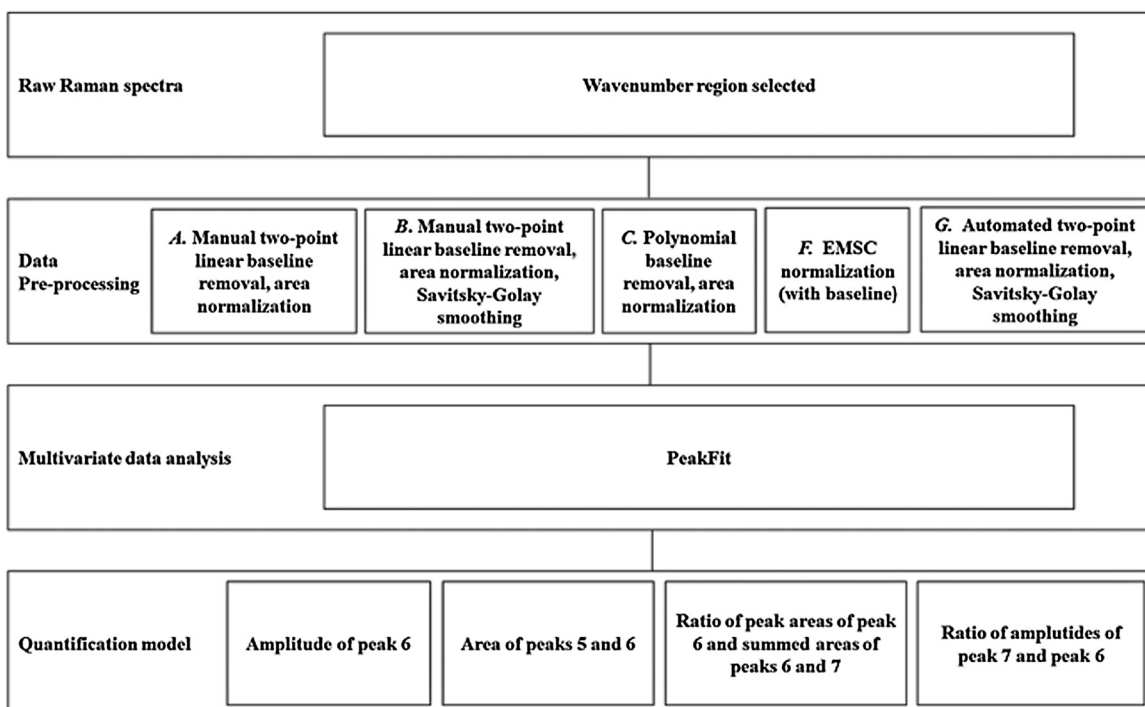 Raw Raman spectra
Wavenumber region selected
Data
Pre-processing
A. Manual two-point
linear baseline
removal, area
normalization
B. Manual two-point
linear baseline removal,
area normalization,
Savitsky-Golay
smoothing
C. Polynomial
baseline
removal, area
normalization
F. EMSC
normalization
(with baseline)
G. Automated two-point
linear baseline removal,
area normalization,
Savitsky-Golay
smoothing
Multivariate data analysis
PeakFit
Quantification model
Amplitude of peak 6
Area of peaks 5 and 6
Ratio of peak areas of peak
6 and summed areas of
peaks 6 and 7
Ratio of amplutides of
peak 7 and peak 6